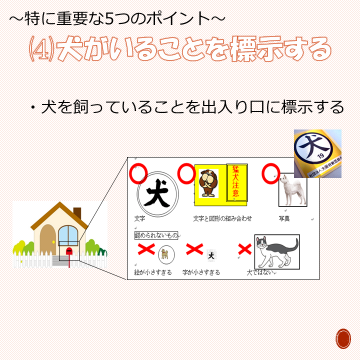 ～特に重要な5つのポイント～
⑷犬がいることを標示する
・犬を飼っていることを出入り口に標示する
犬
犬
猛犬注意
文字
文字と図形の組み合わせ
写真
認められないもの
犬
絵が小さすぎる
字が小さすぎる
犬ではない